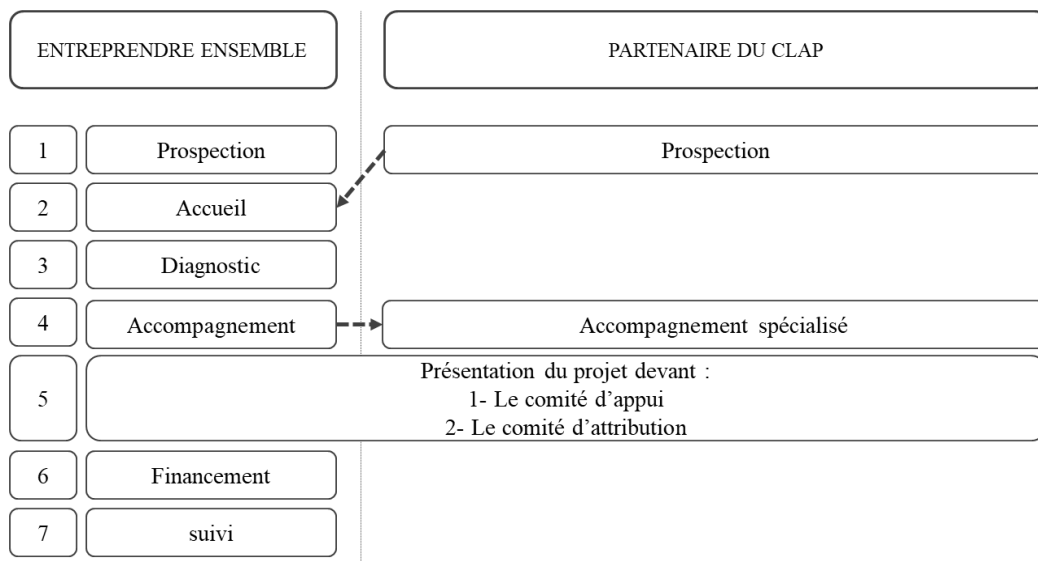 ENTREPRENDRE ENSEMBLE
PARTENAIRE DU CLAP
1
Prospection
Prospection
2
Accueil
3
Diagnostic
4
Accompagnement
Accompagnement spécialisé
5
Présentation du projet devant :
1- Le comité d'appui
2- Le comité d'attribution
6
Financement
7
suivi